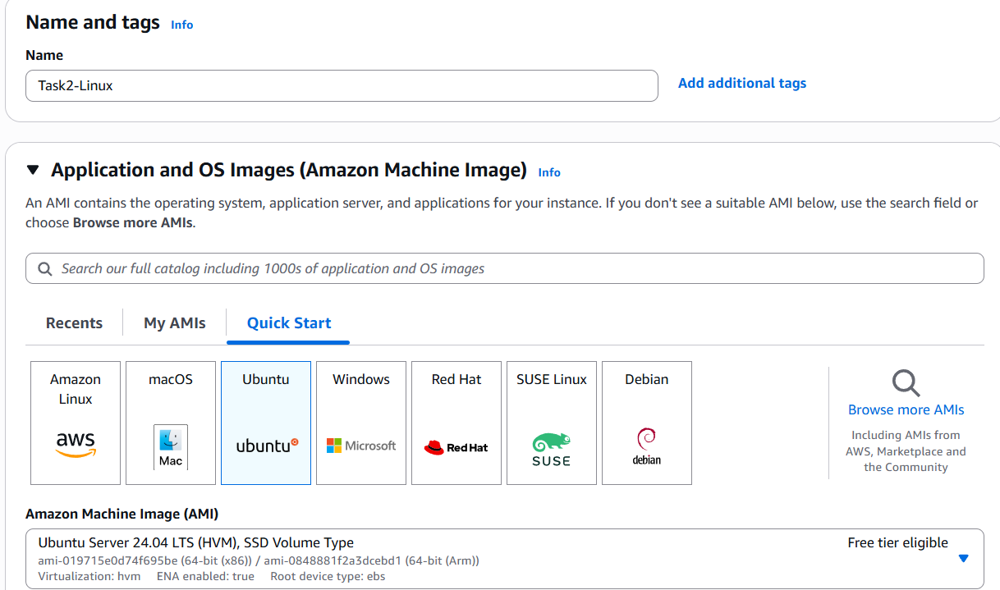 Name and tags Info
Name
Task2-Linux
Add additional tags
Application and OS Images (Amazon Machine Image) Info
An AMI contains the operating system, application server, and applications for your instance. If you don't see a suitable AMI below, use the search field or
choose Browse more AMIs.
Search our full catalog including 1000s of application and OS images
Recents
My AMIs
Quick Start
Amazon
Linux
aws
macOS
Mac
Ubuntu
ubuntu
Windows
Microsoft
Red Hat
Red Hat
SUSE Linux
SUSE
Debian
debian
Browse more AMIs
Including AMIs from
AWS, Marketplace and
the Community
Amazon Machine Image (AMI)
Ubuntu Server 24.04 LTS (HVM), SSD Volume Type
Free tier eligible
ami-019715e0d74f695be (64-bit (x86)) / ami-0848881f2a3dcebd1 (64-bit (Arm))
Virtualization: hvm ENA enabled: true Root device type: ebs